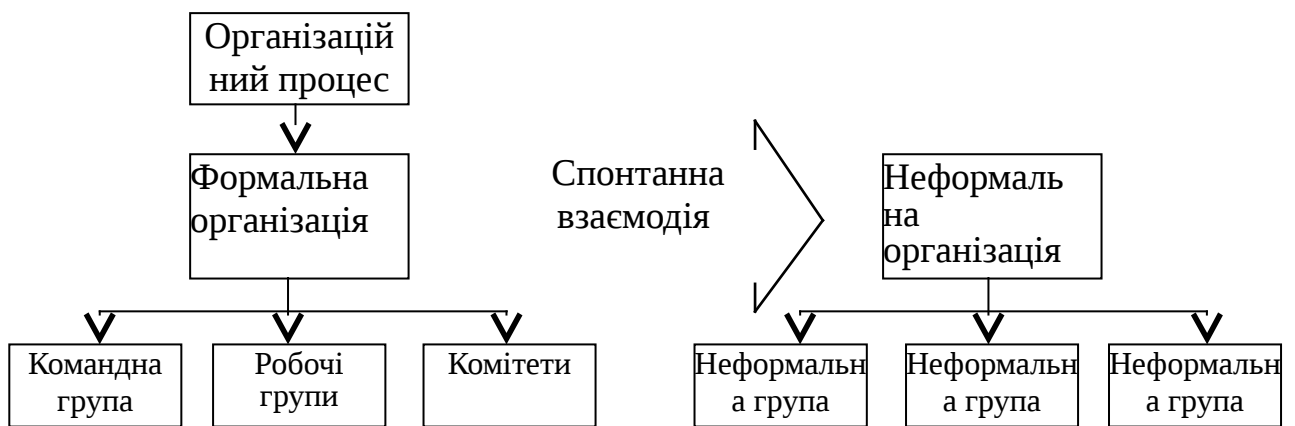 Організацій
ний процес
Формальна
організація
Спонтанна
взаємодія
Неформаль
на
організація
Командна
група
Робочі
групи
Комітети
Неформальн
а група
Неформальн
а група
Неформальн
а група